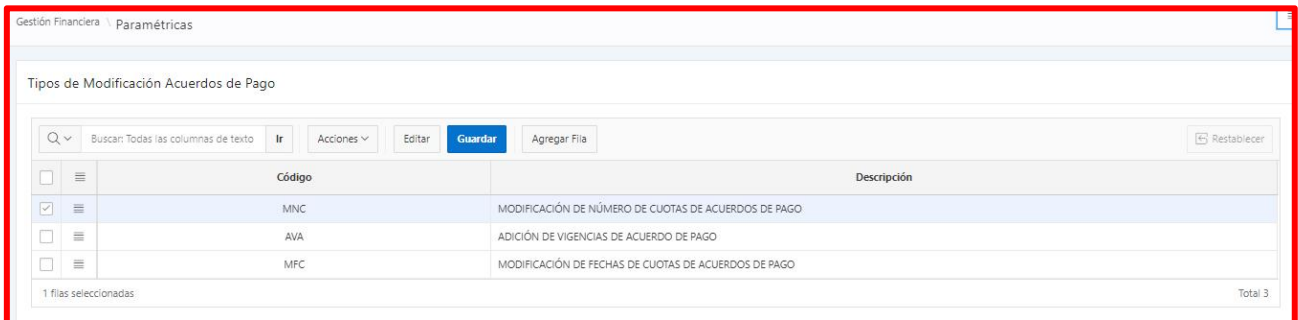 Gestión Financiera \ Paramétricas
Tipos de Modificación Acuerdos de Pago
Buscar: Todas las columnas de texto Ir Acciones Editar Guardar Agregar Fila Restablecer
Código Descripción
MNC MODIFICACIÓN DE NÚMERO DE CUOTAS DE ACUERDOS DE PAGO
AVA ADICIÓN DE VIGENCIAS DE ACUERDO DE PAGO
MFC MODIFICACIÓN DE FECHAS DE CUOTAS DE ACUERDOS DE PAGO
1 filas seleccionadas Total 3